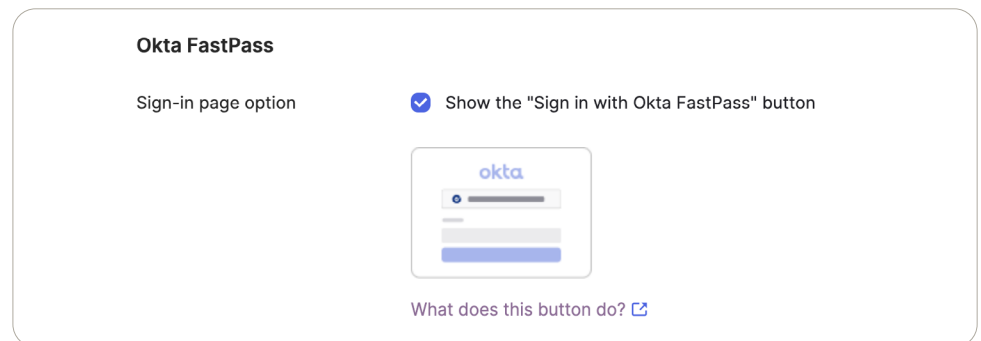 Okta FastPass
Sign-in page option
Show the "Sign in with Okta FastPass" button
okta
What does this button do?